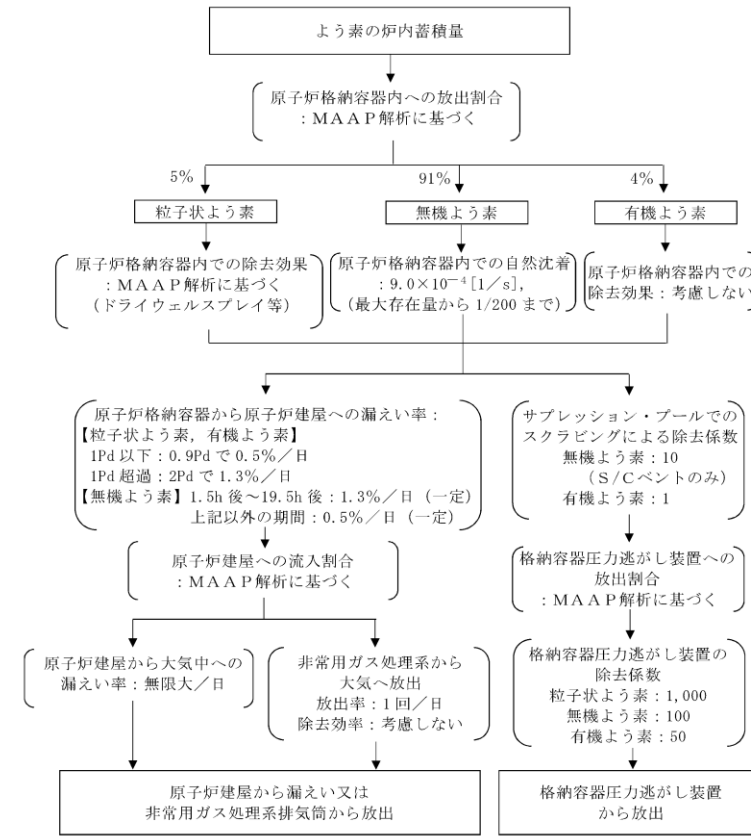 よう素の炉内蓄積量
原子炉格納容器内への放出割合
：ＭＡＡＰ解析に基づく
5%
91%
4%
粒子状よう素
無機よう素
有機よう素
原子炉格納容器内での除去効果
：ＭＡＡＰ解析に基づく
（ドライウェルスプレイ等）
原子炉格納容器内での自然沈着
：9.0×10⁻⁴[1／s],
（最大存在量から 1/200 まで）
原子炉格納容器内での
除去効果：考慮しない
原子炉格納容器から原子炉建屋への漏えい率：
【粒子状よう素，有機よう素】
1Pd 以下：0.9Pd で 0.5%／日
1Pd 超過：2Pd で 1.3%／日
【無機よう素】1.5h 後～19.5h 後：1.3%／日（一定）
上記以外の期間：0.5%／日（一定）
原子炉建屋への流入割合
：ＭＡＡＰ解析に基づく
原子炉建屋から大気中への
漏えい率：無限大／日
非常用ガス処理系から
大気へ放出
放出率：1 回／日
除去効率：考慮しない
原子炉建屋から漏えい又は
非常用ガス処理系排気筒から放出
サプレッション・プールでの
スクラビングによる除去係数
無機よう素：10
（Ｓ/Ｃベントのみ）
有機よう素：1
格納容器圧力逃がし装置への
放出割合
：ＭＡＡＰ解析に基づく
格納容器圧力逃がし装置の
除去係数
粒子状よう素：1,000
無機よう素：100
有機よう素：50
格納容器圧力逃がし装置
から放出